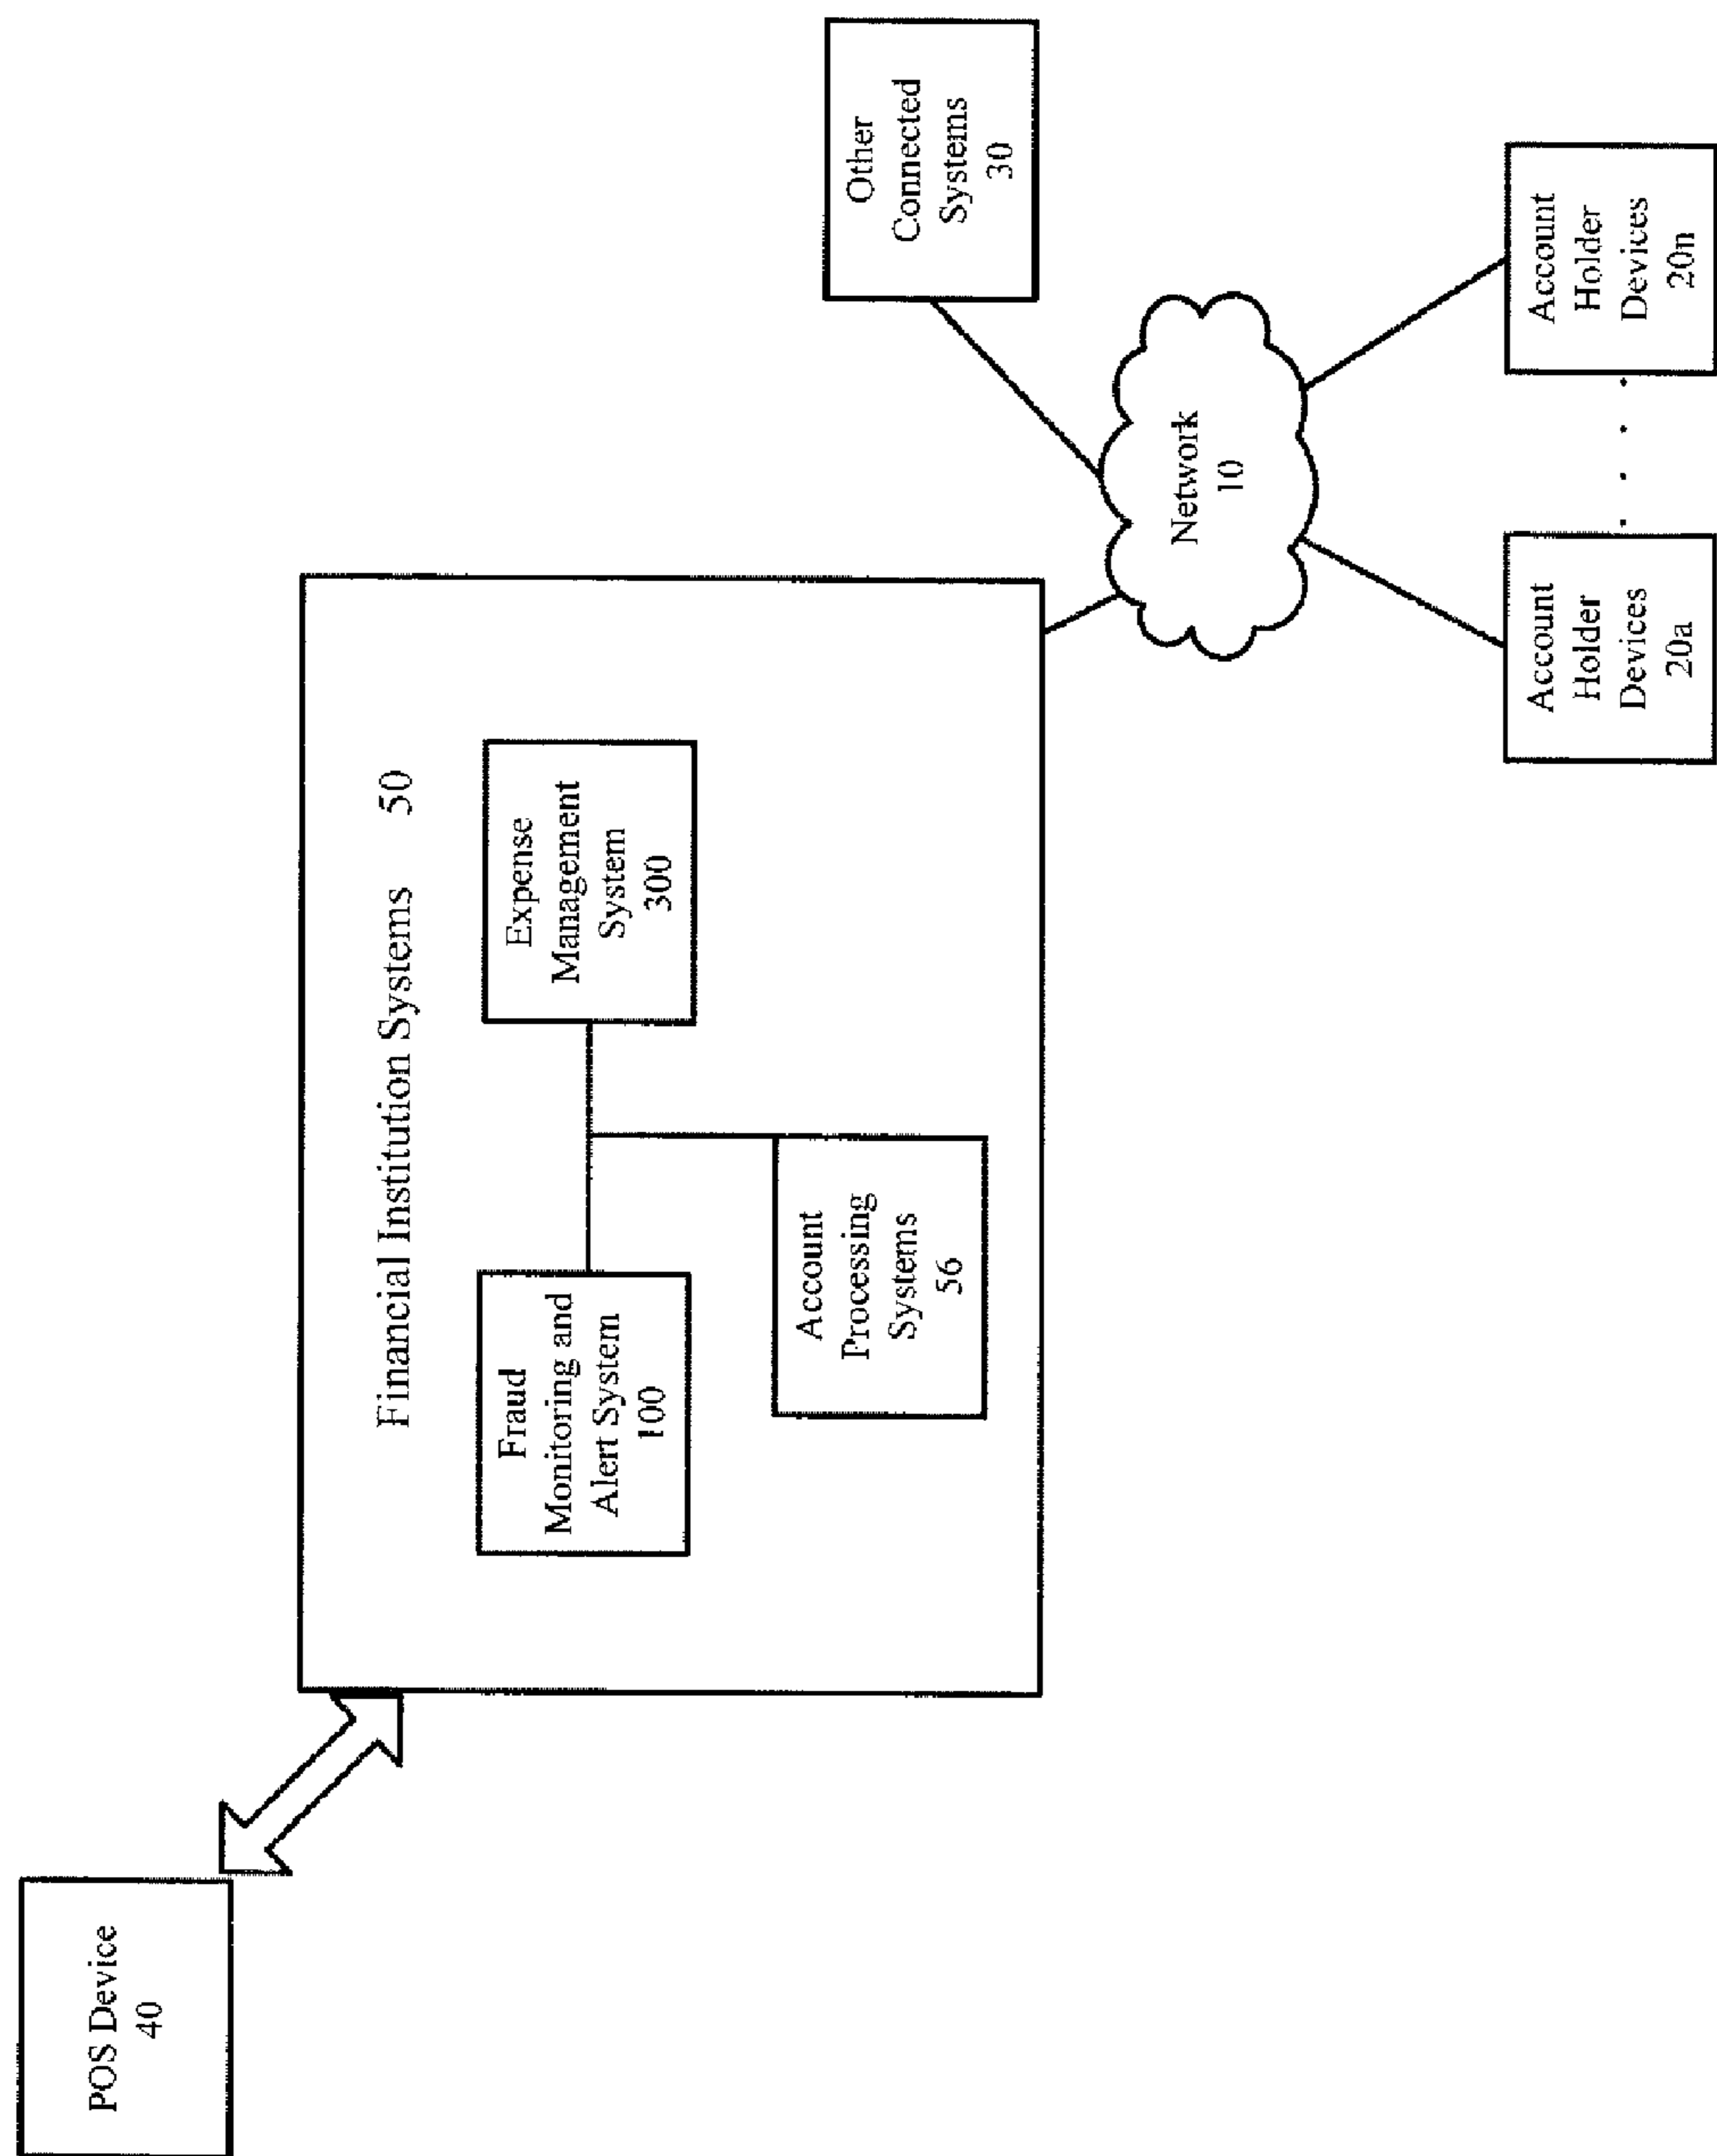 POS Device
40
Financial Institution Systems 50
Fraud
Monitoring and
Alert System
100
Expense
Management
System
300
Account
Processing
Systems
56
Other
Connected
Systems
30
Network
10
Account
Holder
Devices
20a
. . . .
Account
Holder
Devices
20n